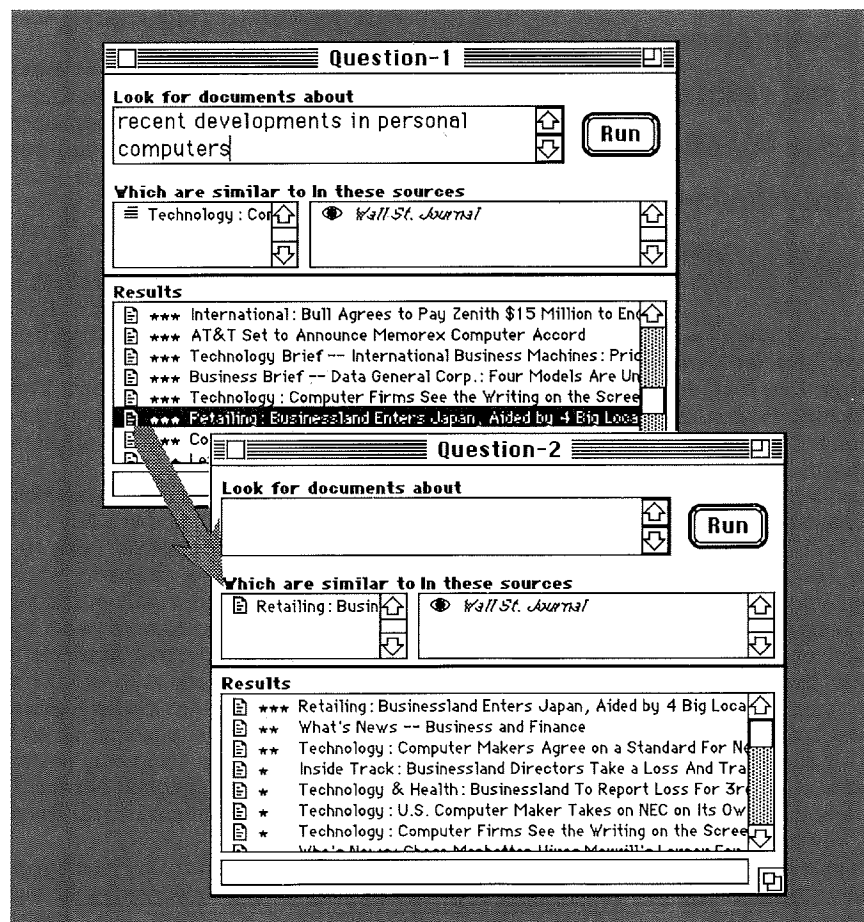 Question-1
Look for documents about
recent developments in personal
computers
Run
Which are similar to In these sources
Technology : Cor
Wall St. Journal
Results
*** International : Bull Agrees to Pay Zenith $15 Million to End
*** AT&T Set to Announce Memorex Computer Accord
*** Technology Brief -- International Business Machines : Pric
*** Business Brief -- Data General Corp. : Four Models Are Un
*** Technology : Computer Firms See the Writing on the Scree
*** Retailing : Businessland Enters Japan, Aided by 4 Big Loca
** Co
Question-2
Look for documents about
Run
Which are similar to In these sources
Retailing : Busin
Wall St. Journal
Results
*** Retailing : Businessland Enters Japan, Aided by 4 Big Loca
** What's News -- Business and Finance
** Technology : Computer Makers Agree on a Standard For Ne
* Inside Track : Businessland Directors Take a Loss And Tra
* Technology & Health : Businessland To Report Loss For 3r
* Technology : U.S. Computer Maker Takes on NEC on Its Ow
* Technology : Computer Firms See the Writing on the Scree